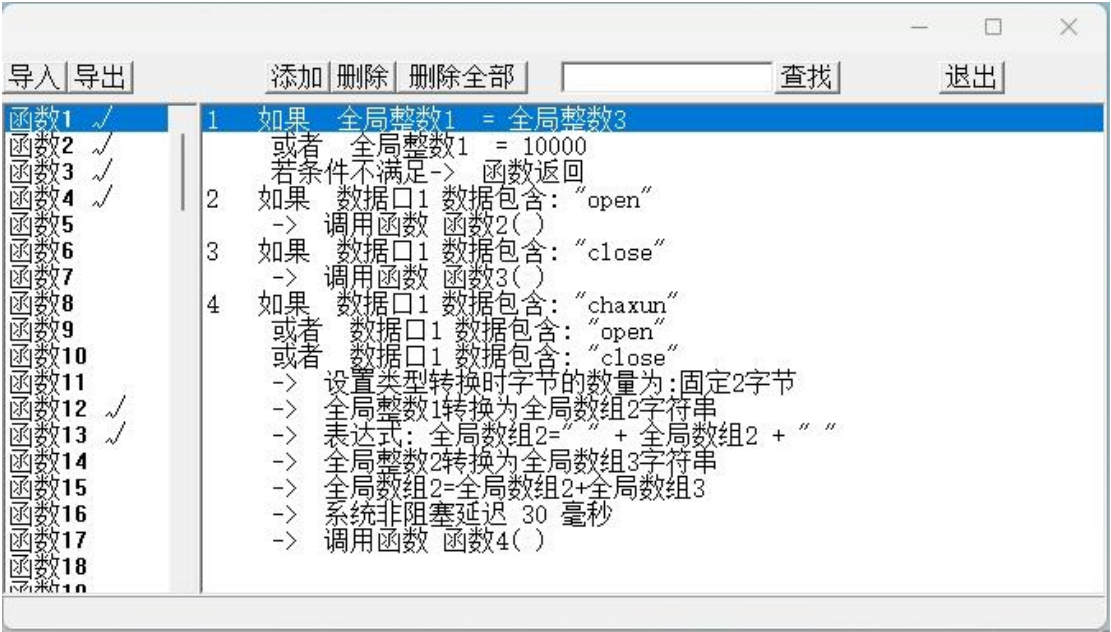 导入 导出 添加 删除 删除全部 查找 退出
函数1 √
函数2 √
函数3 √
函数4 √
函数5
函数6
函数7
函数8
函数9
函数10
函数11
函数12 √
函数13 √
函数14
函数15
函数16
函数17
函数18
函数19
1 如果 全局整数1 = 全局整数3
或者 全局整数1 = 10000
若条件不满足-> 函数返回
2 如果 数据口1 数据包含: "open"
-> 调用函数 函数2( )
3 如果 数据口1 数据包含: "close"
-> 调用函数 函数3( )
4 如果 数据口1 数据包含: "chaxun"
或者 数据口1 数据包含: "open"
或者 数据口1 数据包含: "close"
-> 设置类型转换时字节的数量为:固定2字节
-> 全局整数1转换为全局数组2字符串
-> 表达式: 全局数组2=" " + 全局数组2 + " "
-> 全局整数2转换为全局数组3字符串
-> 全局数组2=全局数组2+全局数组3
-> 系统非阻塞延迟 30 毫秒
-> 调用函数 函数4( )